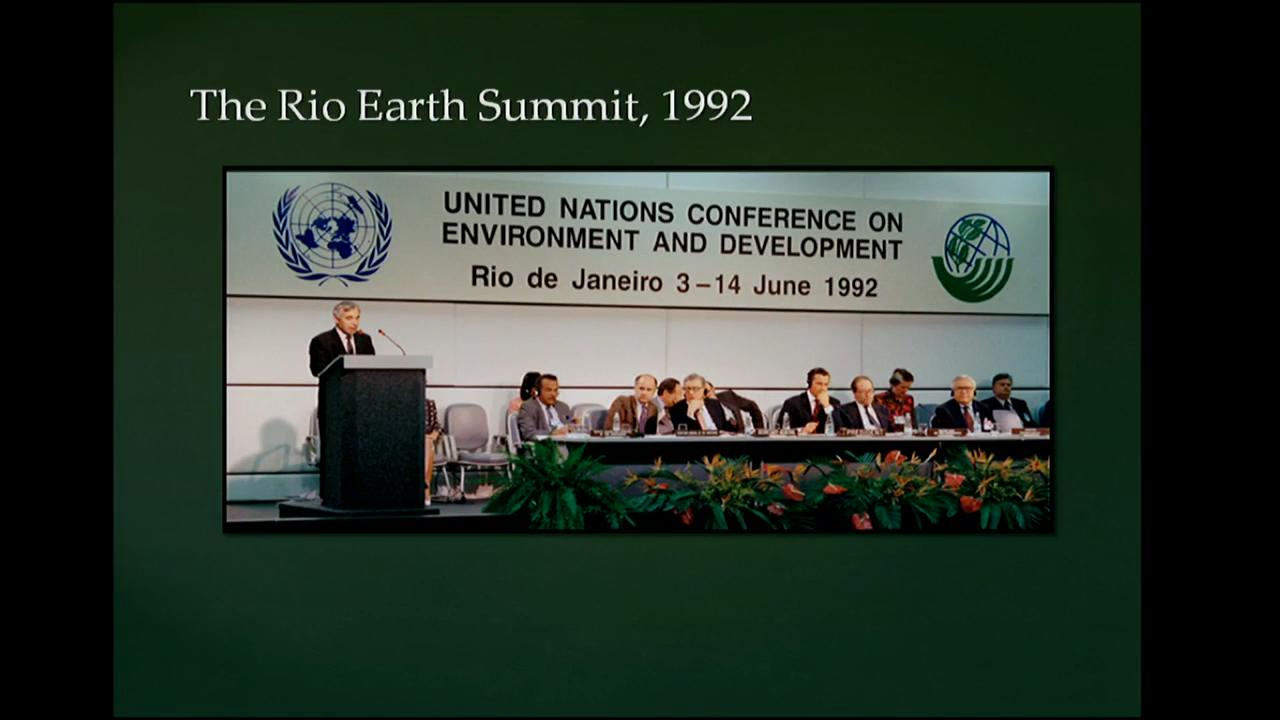 The Rio Earth Summit, 1992
UNITED NATIONS CONFERENCE ON
ENVIRONMENT AND DEVELOPMENT
Rio de Janeiro 3–14 June 1992